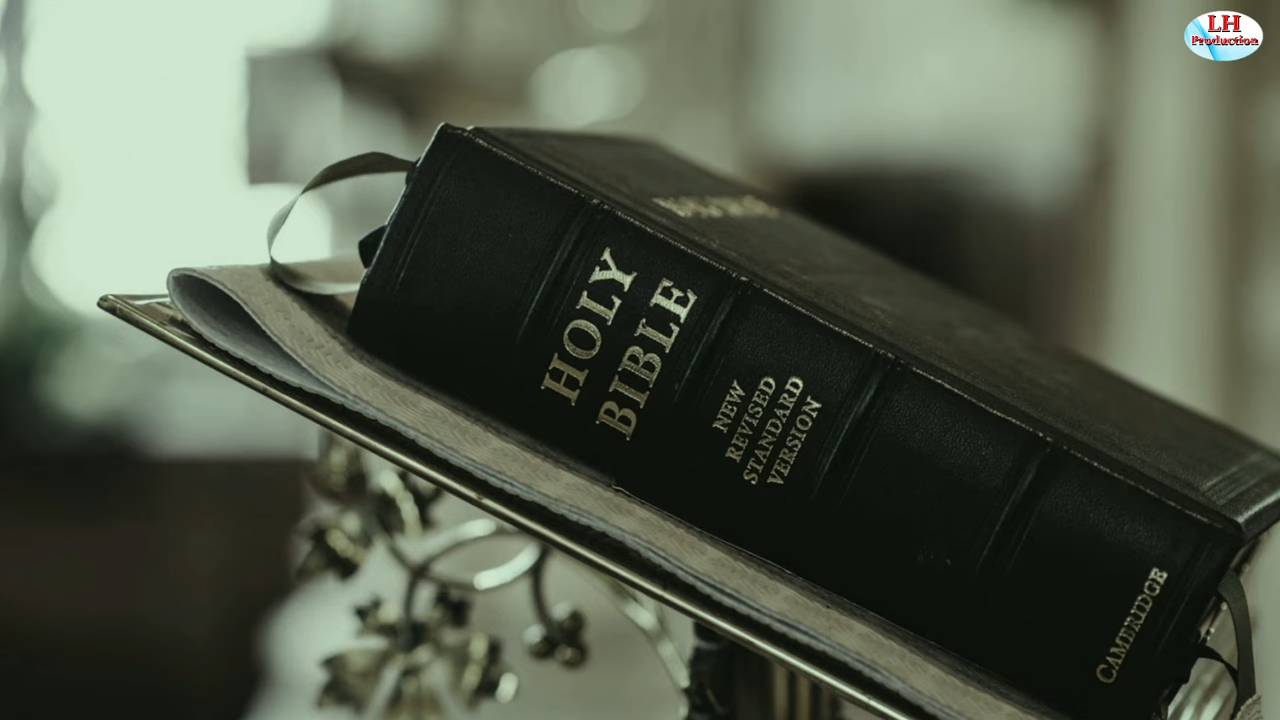 LH
Production
HOLY
BIBLE
NEW
REVISED
STANDARD
VERSION
CAMBRIDGE